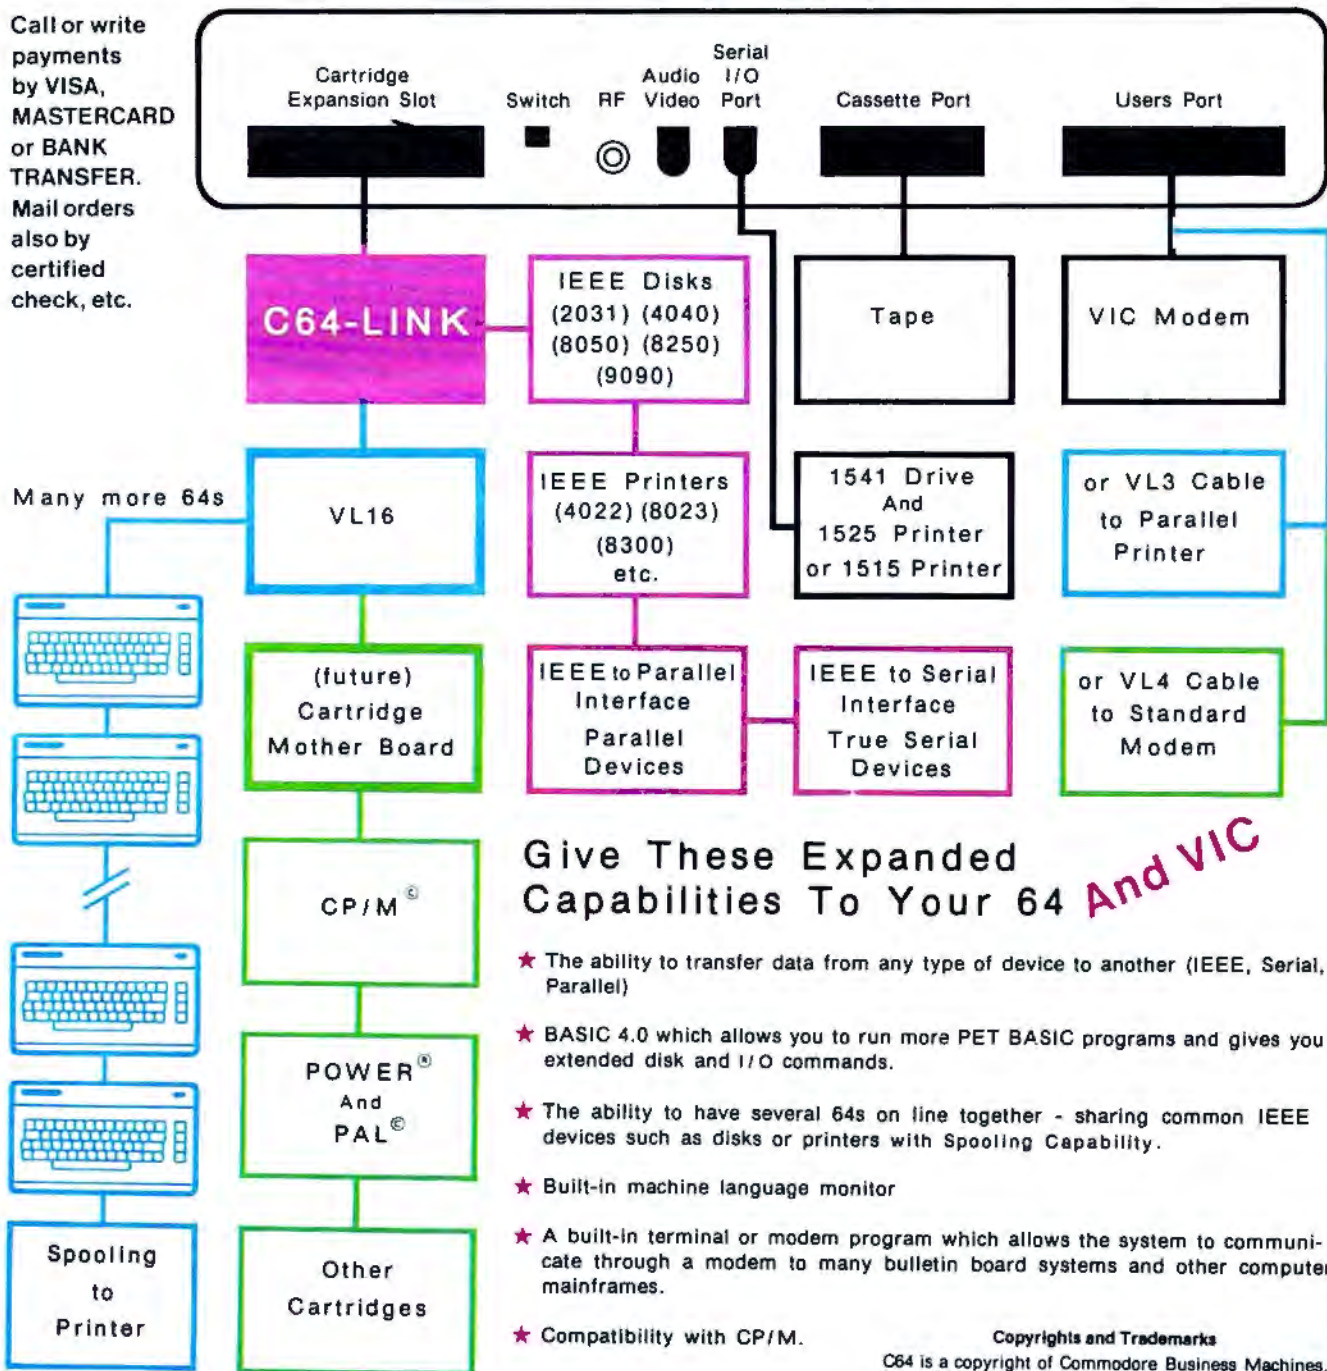 Call or write
payments
by VISA,
MASTERCARD
or BANK
TRANSFER.
Mail orders
also by
certified
check, etc.
Cartridge
Expansion Slot
Switch
RF
Audio
Video
Serial
I/O
Port
Cassette Port
Users Port
C64-LINK
IEEE Disks
(2031) (4040)
(8050) (8250)
(9090)
Tape
VIC Modem
Many more 64s
VL16
IEEE Printers
(4022) (8023)
(8300)
etc.
1541 Drive
And
1525 Printer
or 1515 Printer
or VL3 Cable
to Parallel
Printer
(future)
Cartridge
Mother Board
IEEE to Parallel
Interface
Parallel
Devices
IEEE to Serial
Interface
True Serial
Devices
or VL4 Cable
to Standard
Modem
CP/M ©
POWER ®
And
PAL ©
Other
Cartridges
Spooling
to
Printer
Give These Expanded
Capabilities To Your 64 And VIC
★ The ability to transfer data from any type of device to another (IEEE, Serial,
Parallel)
★ BASIC 4.0 which allows you to run more PET BASIC programs and gives you
extended disk and I/O commands.
★ The ability to have several 64s on line together - sharing common IEEE
devices such as disks or printers with Spooling Capability.
★ Built-in machine language monitor
★ A built-in terminal or modem program which allows the system to communi-
cate through a modem to many bulletin board systems and other computer
mainframes.
★ Compatibility with CP/M.
Copyrights and Trademarks
C64 is a copyright of Commodore Business Machines,